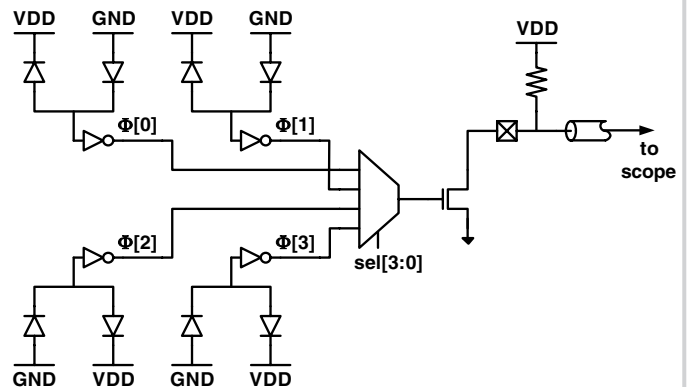 VDD GND VDD GND
VDD
Φ[0] Φ[1]
to
scope
Φ[2] Φ[3]
sel[3:0]
GND VDD GND VDD